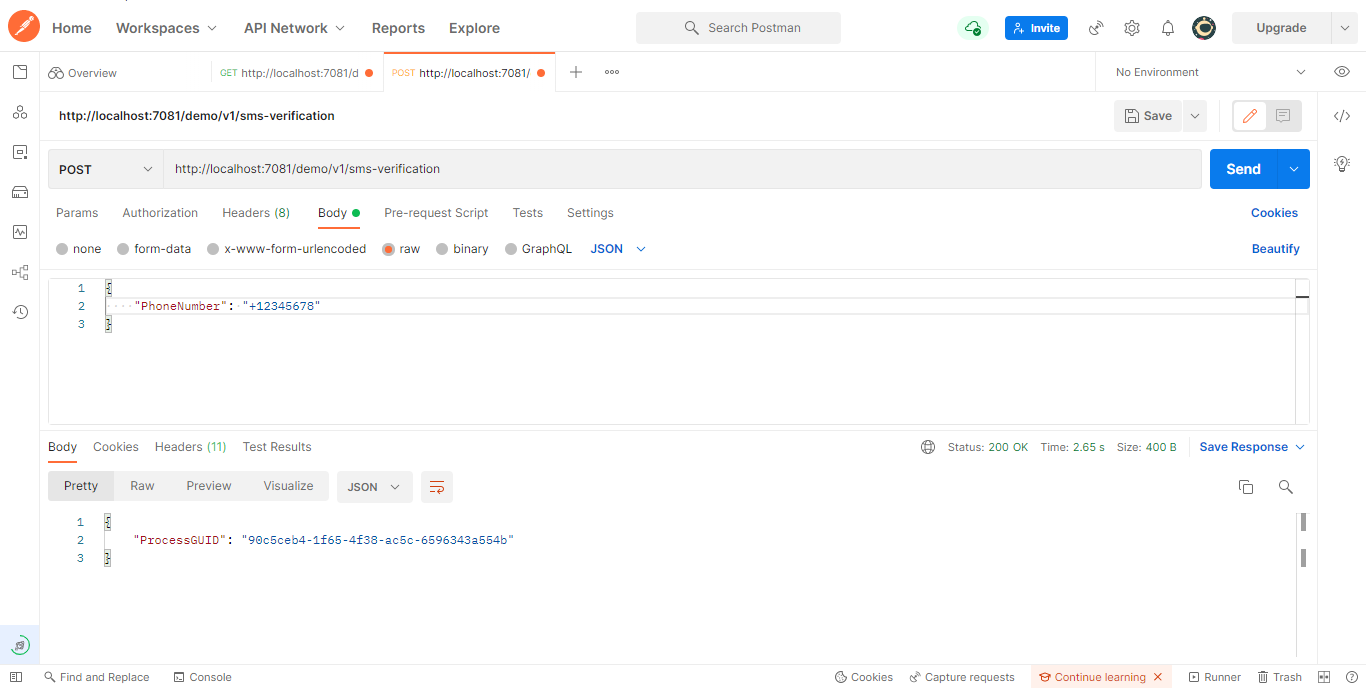 Home Workspaces API Network Reports Explore Search Postman Invite Upgrade
Overview GET http://localhost:7081/d POST http://localhost:7081/ No Environment
http://localhost:7081/demo/v1/sms-verification Save
POST http://localhost:7081/demo/v1/sms-verification Send
Params Authorization Headers (8) Body Pre-request Script Tests Settings Cookies
none form-data x-www-form-urlencoded raw binary GraphQL JSON Beautify
1 {
2 "PhoneNumber": "+12345678"
3 }
Body Cookies Headers (11) Test Results Status: 200 OK Time: 2.65 s Size: 400 B Save Response
Pretty Raw Preview Visualize JSON
1 {
2 "ProcessGUID": "90c5ceb4-1f65-4f38-ac5c-6596343a554b"
3 }
Find and Replace Console Cookies Capture requests Continue learning Runner Trash